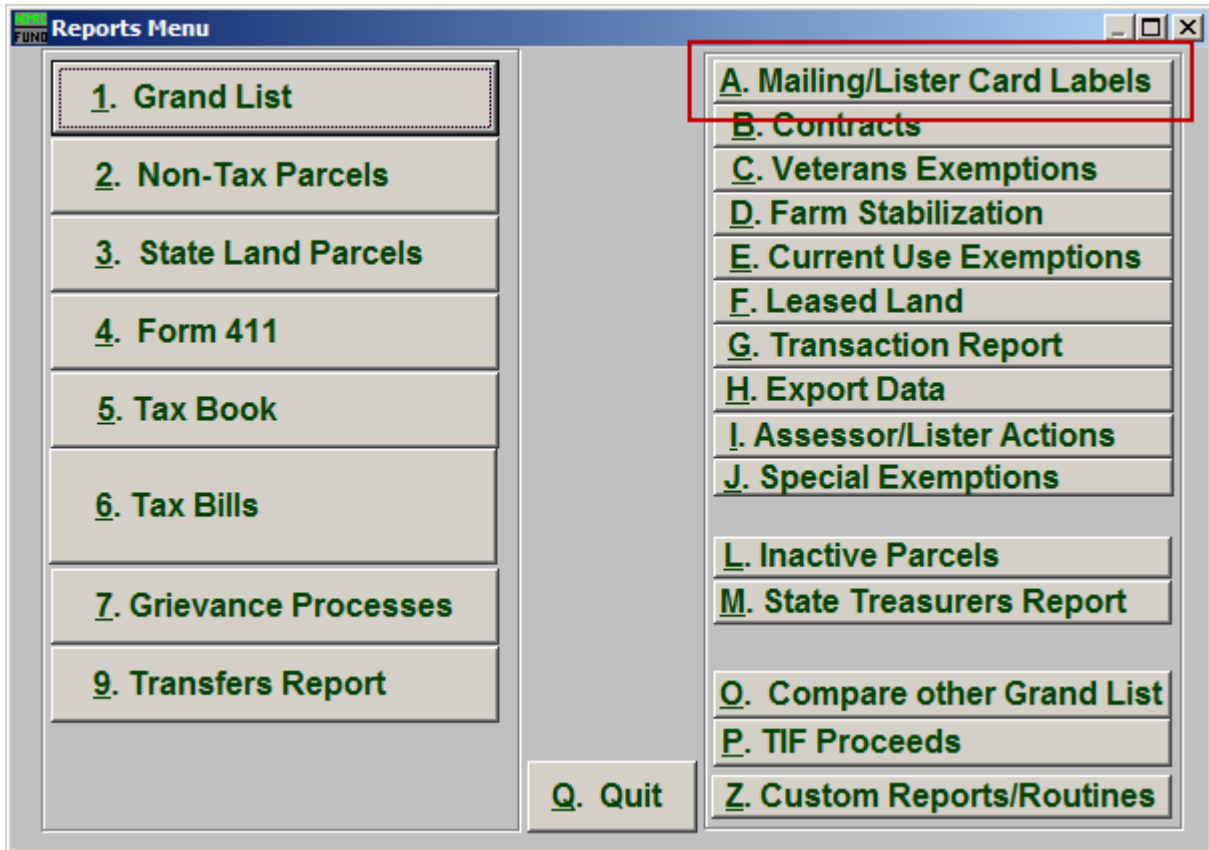 FUND
Reports Menu
1. Grand List
2. Non-Tax Parcels
3. State Land Parcels
4. Form 411
5. Tax Book
6. Tax Bills
7. Grievance Processes
9. Transfers Report
Q. Quit
A. Mailing/Lister Card Labels
B. Contracts
C. Veterans Exemptions
D. Farm Stabilization
E. Current Use Exemptions
F. Leased Land
G. Transaction Report
H. Export Data
I. Assessor/Lister Actions
J. Special Exemptions
L. Inactive Parcels
M. State Treasurers Report
O. Compare other Grand List
P. TIF Proceeds
Z. Custom Reports/Routines